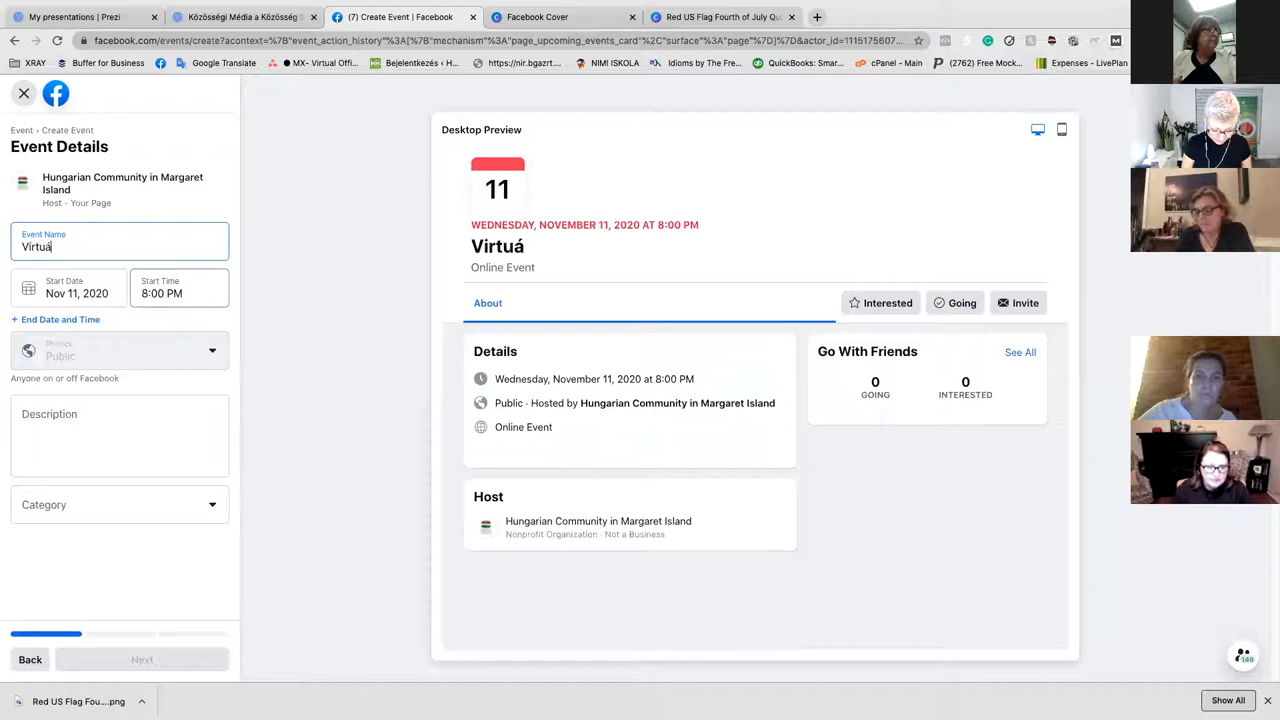 My presentations | Prezi
Közösségi Média a Közösség S
(7) Create Event | Facebook
Facebook Cover
Red US Flag Fourth of July Quo
facebook.com/events/create?acontext=%7B"event_action_history"%3A[%7B"mechanism"%3A"page_upcoming_events_card"%2C"surface"%3A"page"%7D]%7D&actor_id=1115175607...
XRAY
Buffer for Business
Google Translate
MX- Virtual Offi...
Bejelentkezés < H...
https://nir.bgazrt....
NIMI ISKOLA
Idioms by The Fre...
QuickBooks: Smar...
cPanel - Main
(2762) Free Mock...
Expenses - LivePlan
Event › Create Event
Event Details
Hungarian Community in Margaret
Island
Host - Your Page
Event Name
Virtuá
Start Date
Nov 11, 2020
Start Time
8:00 PM
+ End Date and Time
Privacy
Public
Anyone on or off Facebook
Description
Category
Back
Next
Desktop Preview
11
WEDNESDAY, NOVEMBER 11, 2020 AT 8:00 PM
Virtuá
Online Event
About
Interested
Going
Invite
Details
Wednesday, November 11, 2020 at 8:00 PM
Public · Hosted by Hungarian Community in Margaret Island
Online Event
Go With Friends
See All
0
GOING
0
INTERESTED
Host
Hungarian Community in Margaret Island
Nonprofit Organization · Not a Business
146
Red US Flag Fou....png
Show All